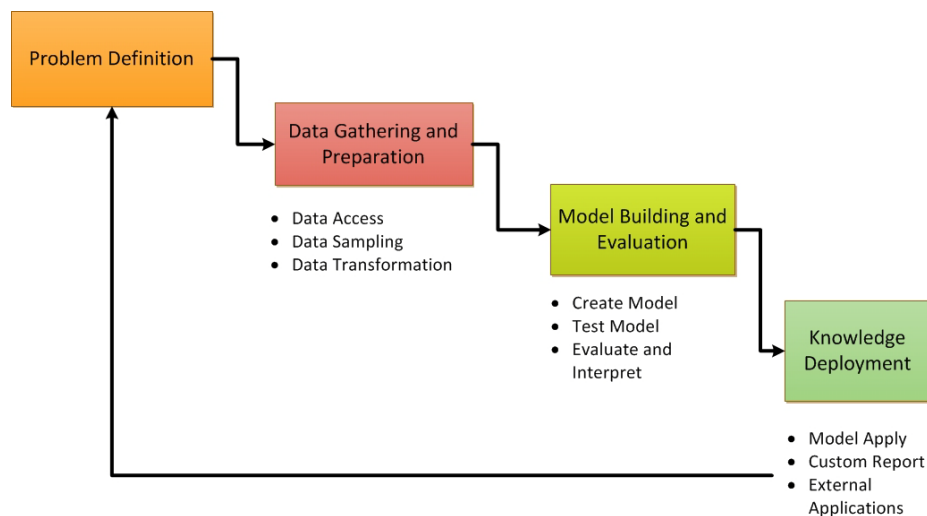 Problem Definition
Data Gathering and
Preparation
• Data Access
• Data Sampling
• Data Transformation
Model Building and
Evaluation
• Create Model
• Test Model
• Evaluate and
Interpret
Knowledge
Deployment
• Model Apply
• Custom Report
• External
Applications